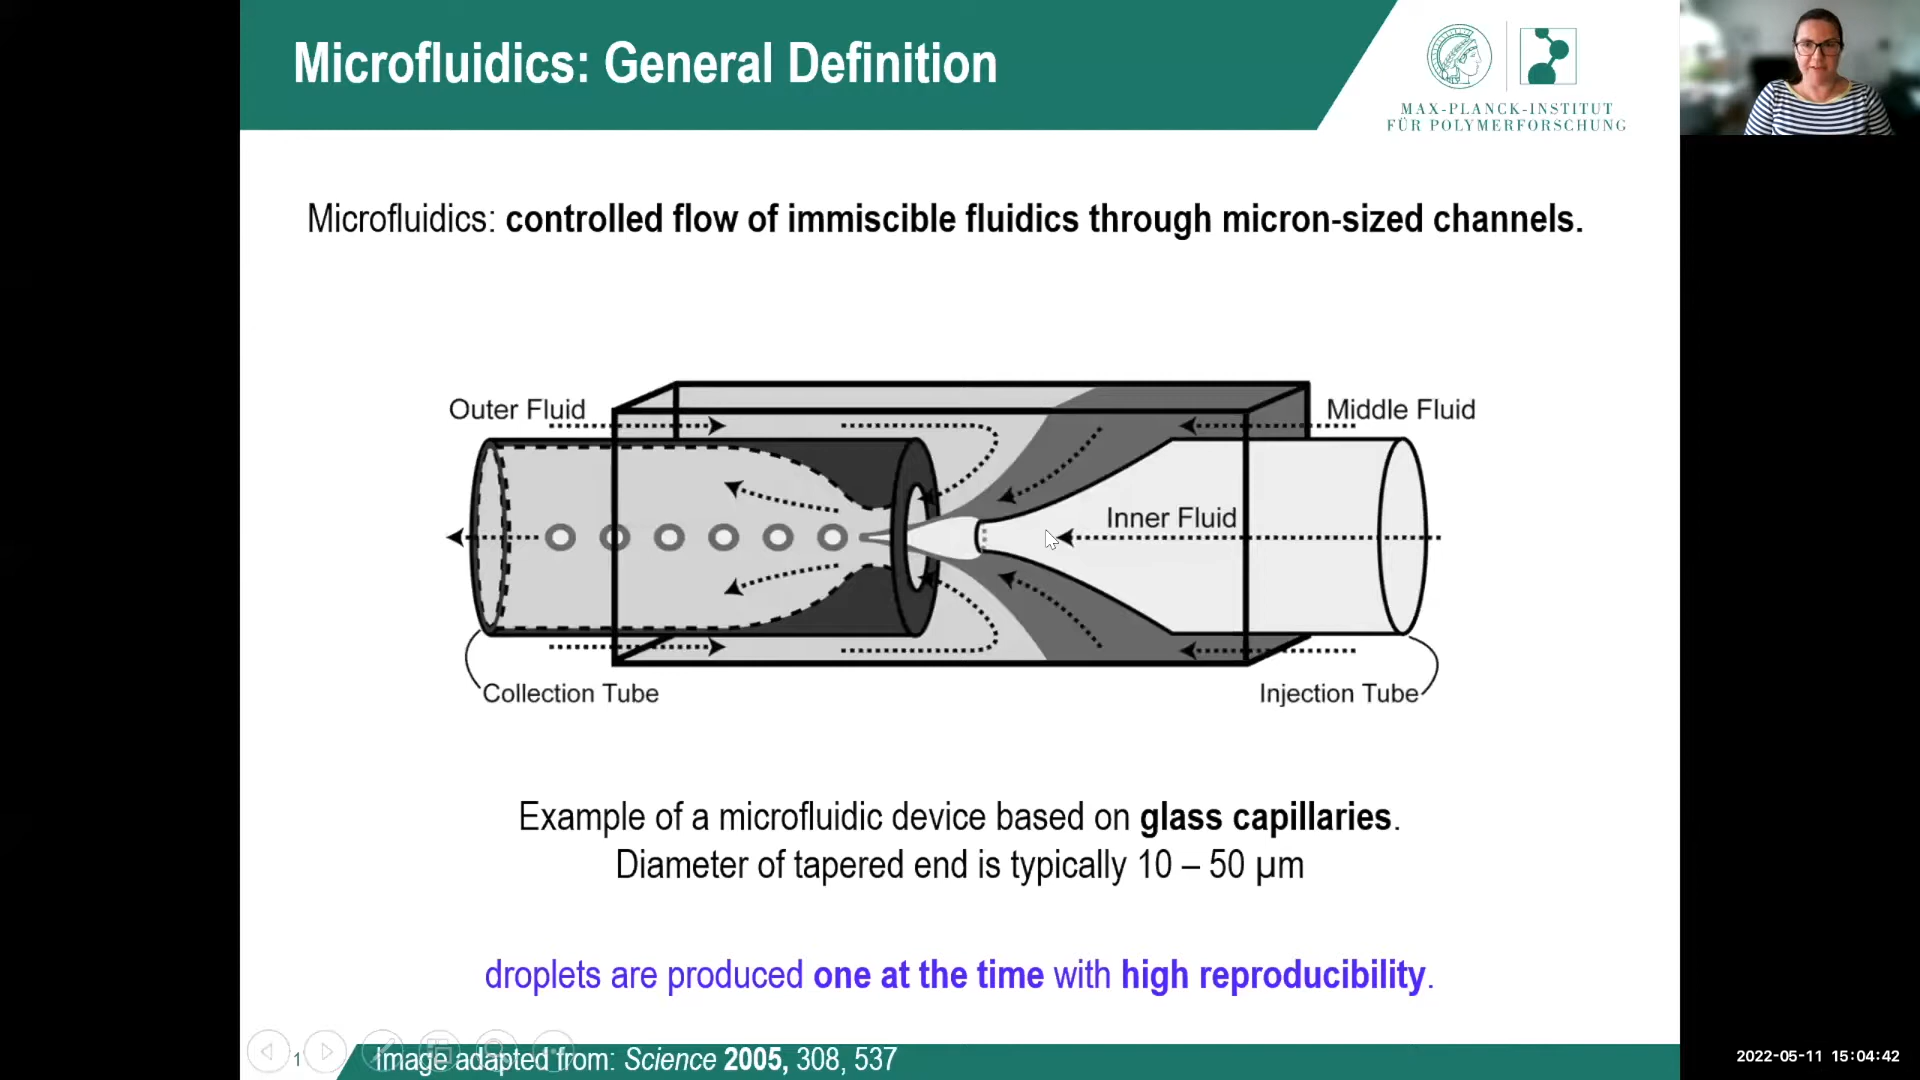 Microfluidics: General Definition
MAX-PLANCK-INSTITUT
FÜR POLYMERFORSCHUNG
Microfluidics: controlled flow of immiscible fluidics through micron-sized channels.
Outer Fluid
Middle Fluid
Inner Fluid
Collection Tube
Injection Tube
Example of a microfluidic device based on glass capillaries.
Diameter of tapered end is typically 10 – 50 µm
droplets are produced one at the time with high reproducibility.
1
Image adapted from: Science 2005, 308, 537
2022-05-11 15:04:42